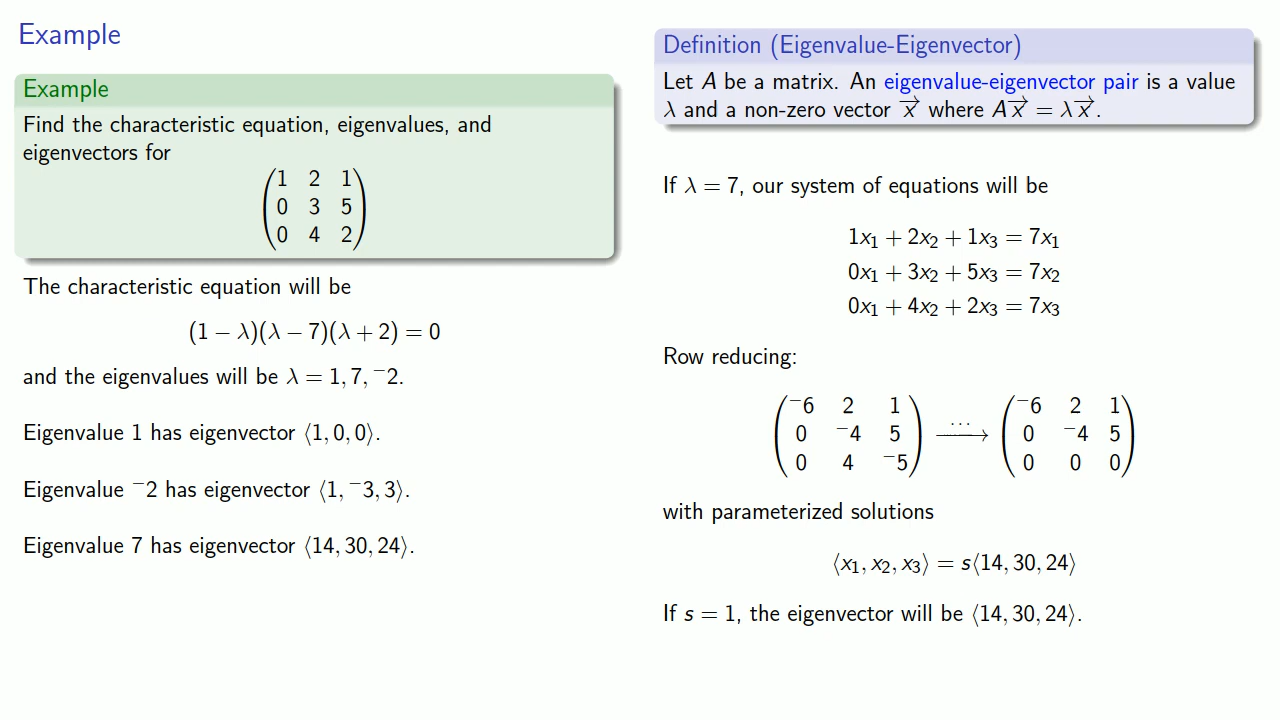 Example
Example
Find the characteristic equation, eigenvalues, and
eigenvectors for
1 2 1
0 3 5
0 4 2
The characteristic equation will be
(1 − λ)(λ − 7)(λ + 2) = 0
and the eigenvalues will be λ = 1, 7, ⁻2.
Eigenvalue 1 has eigenvector ⟨1, 0, 0⟩.
Eigenvalue ⁻2 has eigenvector ⟨1, ⁻3, 3⟩.
Eigenvalue 7 has eigenvector ⟨14, 30, 24⟩.
Definition (Eigenvalue-Eigenvector)
Let A be a matrix. An eigenvalue-eigenvector pair is a value
λ and a non-zero vector x⃗ where Ax⃗ = λx⃗.
If λ = 7, our system of equations will be
1x₁ + 2x₂ + 1x₃ = 7x₁
0x₁ + 3x₂ + 5x₃ = 7x₂
0x₁ + 4x₂ + 2x₃ = 7x₃
Row reducing:
⁻6 2 1 ⁻6 2 1
0 ⁻4 5 ⋯→ 0 ⁻4 5
0 4 ⁻5 0 0 0
with parameterized solutions
⟨x₁, x₂, x₃⟩ = s⟨14, 30, 24⟩
If s = 1, the eigenvector will be ⟨14, 30, 24⟩.